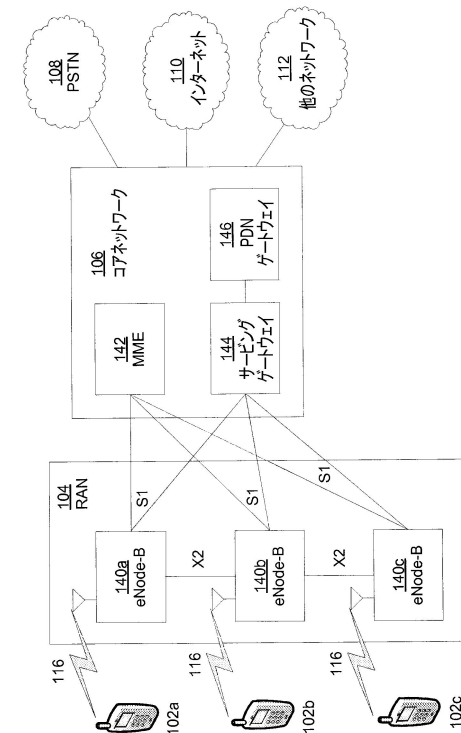 108
PSTN
110
インターネット
112
他のネットワーク
106
コアネットワーク
142
MME
146
PDN
ゲートウェイ
144
サービング
ゲートウェイ
104
RAN
S1
S1
S1
140a
eNode-B
X2
140b
eNode-B
X2
140c
eNode-B
116
116
116
102a
102b
102c